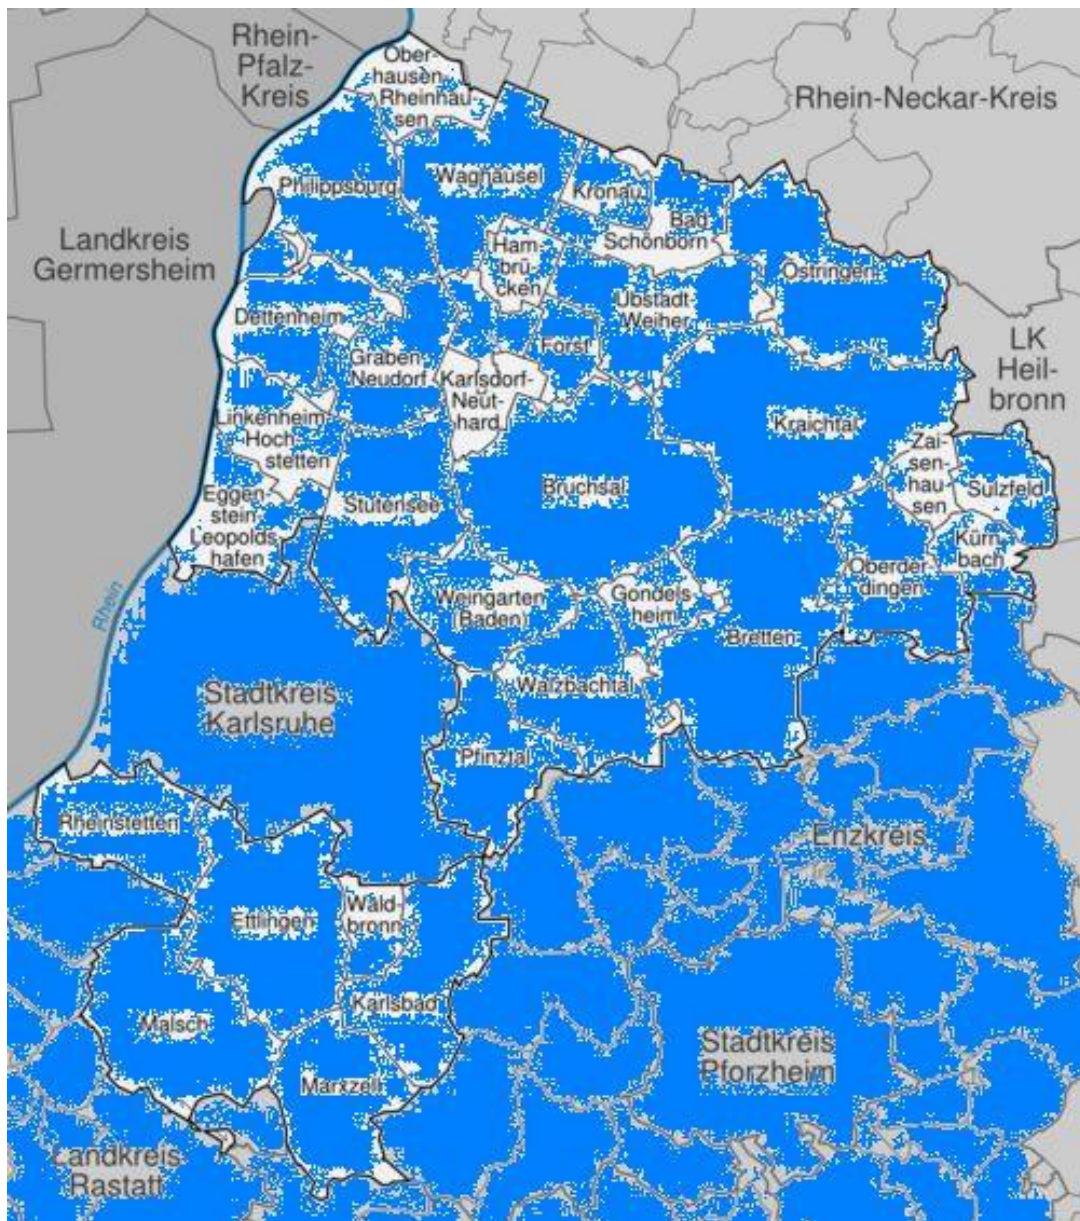 Rhein-
Pfalz-
Kreis
Ober-
hausen-
Rheinhau-
sen
Rhein-Neckar-Kreis
Philippsburg
Waghäusel
Kronau
Bad
Schönborn
Landkreis
Germersheim
Ham-
brü-
cken
Östringen
Ubstadt-
Weiher
Dettenheim
Forst
LK
Heil-
bronn
Graben-
Neudorf
Karlsdorf-
Neut-
hard
Linkenheim-
Hoch-
stetten
Kraichtal
Zai-
sen-
hau-
sen
Sulzfeld
Bruchsal
Stutensee
Eggen-
stein-
Leopolds-
hafen
Kürn-
bach
Oberder-
dingen
Rhein
Weingarten
(Baden)
Gondels-
heim
Bretten
Stadtkreis
Karlsruhe
Walzbachtal
Pfinztal
Rheinstetten
Enzkreis
Ettlingen
Wald-
bronn
Karlsbad
Malsch
Stadtkreis
Pforzheim
Marxzell
Landkreis
Rastatt